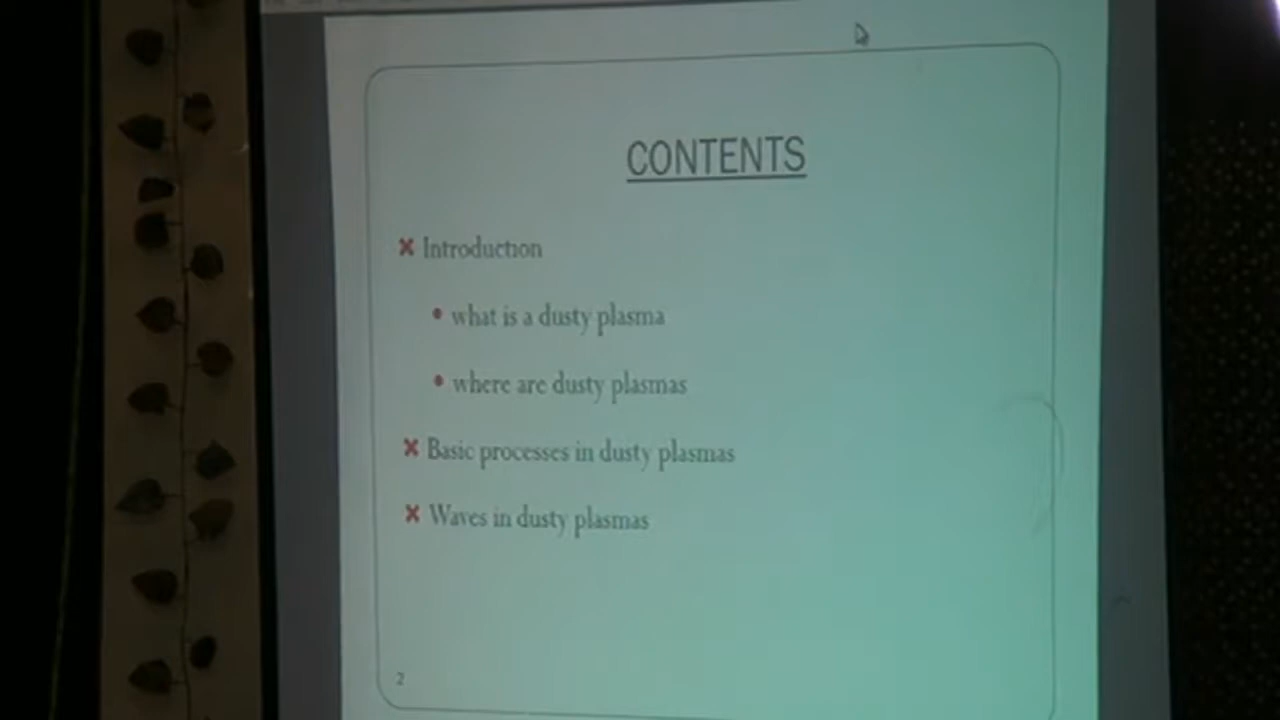 CONTENTS
Introduction
what is a dusty plasma
where are dusty plasmas
Basic processes in dusty plasmas
Waves in dusty plasmas
2